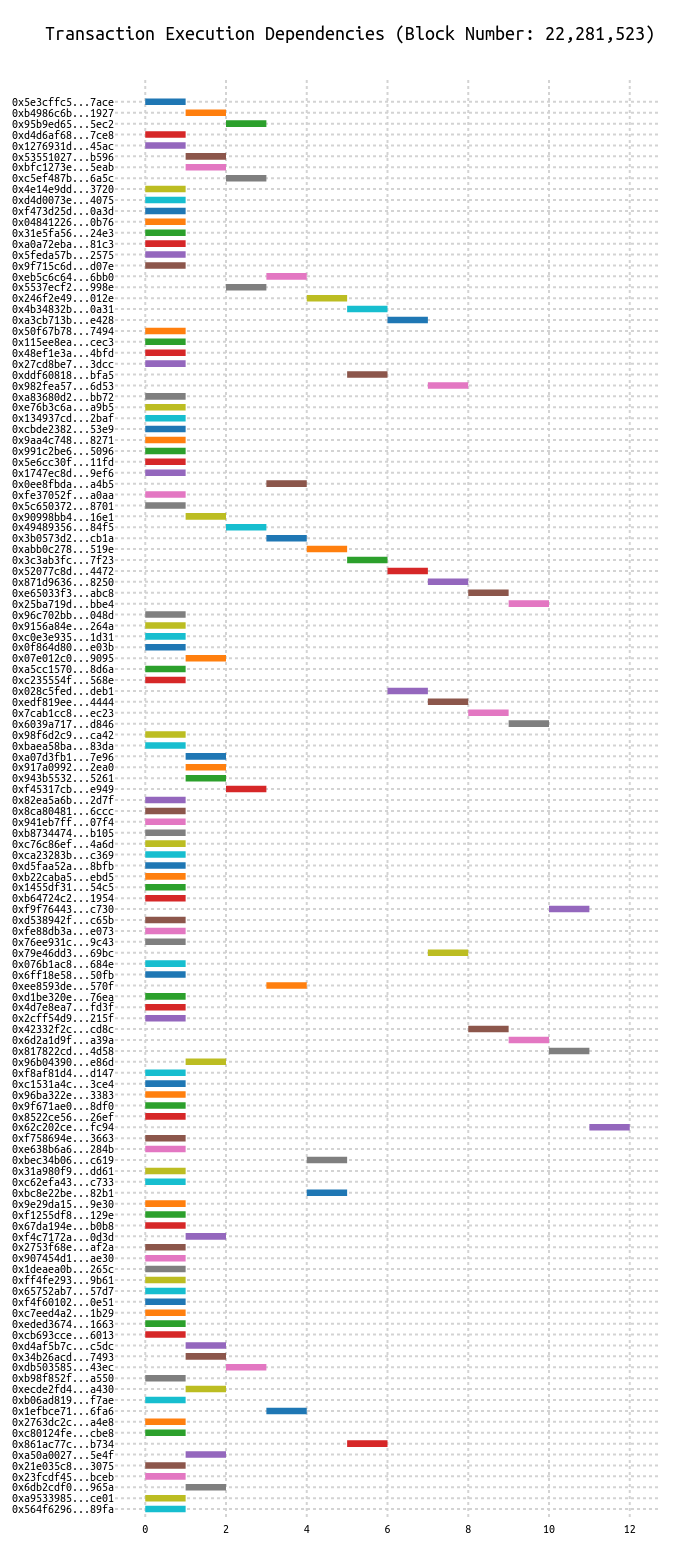 Transaction Execution Dependencies (Block Number: 22,281,523)
0x5e3cffc5...7ace
0xb4986c6b...1927
0x95b9ed65...5ec2
0xd4d6af68...7ce8
0x1276931d...45ac
0x53551027...b596
0xbfc1273e...5eab
0xc5ef487b...6a5c
0x4e14e9dd...3720
0xd4d0073e...4075
0xf473d25d...0a3d
0x04841226...0b76
0x31e5fa56...24e3
0xa0a72eba...81c3
0x5feda57b...2575
0x9f715c6d...d07e
0xeb5c6c64...6bb0
0x5537ecf2...998e
0x246f2e49...012e
0x4b34832b...0a31
0xa3cb713b...e428
0x50f67b78...7494
0x115ee8ea...cec3
0x48ef1e3a...4bfd
0x27cd8be7...3dcc
0xddf60818...bfa5
0x982fea57...6d53
0xa83680d2...bb72
0xe76b3c6a...a9b5
0x134937cd...2baf
0xcbde2382...53e9
0x9aa4c748...8271
0x991c2be6...5096
0x5e6cc30f...11fd
0x1747ec8d...9ef6
0x0ee8fbda...a4b5
0xfe37052f...a0aa
0x5c650372...8701
0x90998bb4...16e1
0x49489356...84f5
0x3b0573d2...cb1a
0xabb0c278...519e
0x3c3ab3fc...7f23
0x52077c8d...4472
0x871d9636...8250
0xe65033f3...abc8
0x25ba719d...bbe4
0x96c702bb...048d
0x9156a84e...264a
0xc0e3e935...1d31
0x0f864d80...e03b
0x07e012c0...9095
0xa5cc1570...8d6a
0xc235554f...568e
0x028c5fed...deb1
0xedf819ee...4444
0x7cab1cc8...ec23
0x6039a717...d846
0x98f6d2c9...ca42
0xbaea58ba...83da
0xa07d3fb1...7e96
0x917a0992...2ea0
0x943b5532...5261
0xf45317cb...e949
0x82ea5a6b...2d7f
0x8ca80481...6ccc
0x941eb7ff...07f4
0xb8734474...b105
0xc76c86ef...4a6d
0xca23283b...c369
0xd5faa52a...8bfb
0xb22caba5...ebd5
0x1455df31...54c5
0xb64724c2...1954
0xf9f76443...c730
0xd538942f...c65b
0xfe88db3a...e073
0x76ee931c...9c43
0x79e46dd3...69bc
0x076b1ac8...684e
0x6ff18e58...50fb
0xee8593de...570f
0xd1be320e...76ea
0x4d7e8ea7...fd3f
0x2cff54d9...215f
0x42332f2c...cd8c
0x6d2a1d9f...a39a
0x817822cd...4d58
0x96b04390...e86d
0xf8af81d4...d147
0xc1531a4c...3ce4
0x96ba322e...3383
0x9f671ae0...8df0
0x8522ce56...26ef
0x62c202ce...fc94
0xf758694e...3663
0xe638b6a6...284b
0xbec34b06...c619
0x31a980f9...dd61
0xc62efa43...c733
0xbc8e22be...82b1
0x9e29da15...9e30
0xf1255df8...129e
0x67da194e...b0b8
0xf4c7172a...0d3d
0x2753f68e...af2a
0x907454d1...ae30
0x1deaea0b...265c
0xff4fe293...9b61
0x65752ab7...57d7
0xf4f60102...0e51
0xc7eed4a2...1b29
0xeded3674...1663
0xcb693cce...6013
0xd4af5b7c...c5dc
0x34b26acd...7493
0xdb503585...43ec
0xb98f852f...a550
0xecde2fd4...a430
0xb06ad819...f7ae
0x1efbce71...6fa6
0x2763dc2c...a4e8
0xc80124fe...cbe8
0x861ac77c...b734
0xa50a0027...5e4f
0x21e035c8...3075
0x23fcdf45...bceb
0x6db2cdf0...965a
0xa9533985...ce01
0x564f6296...89fa
0 2 4 6 8 10 12